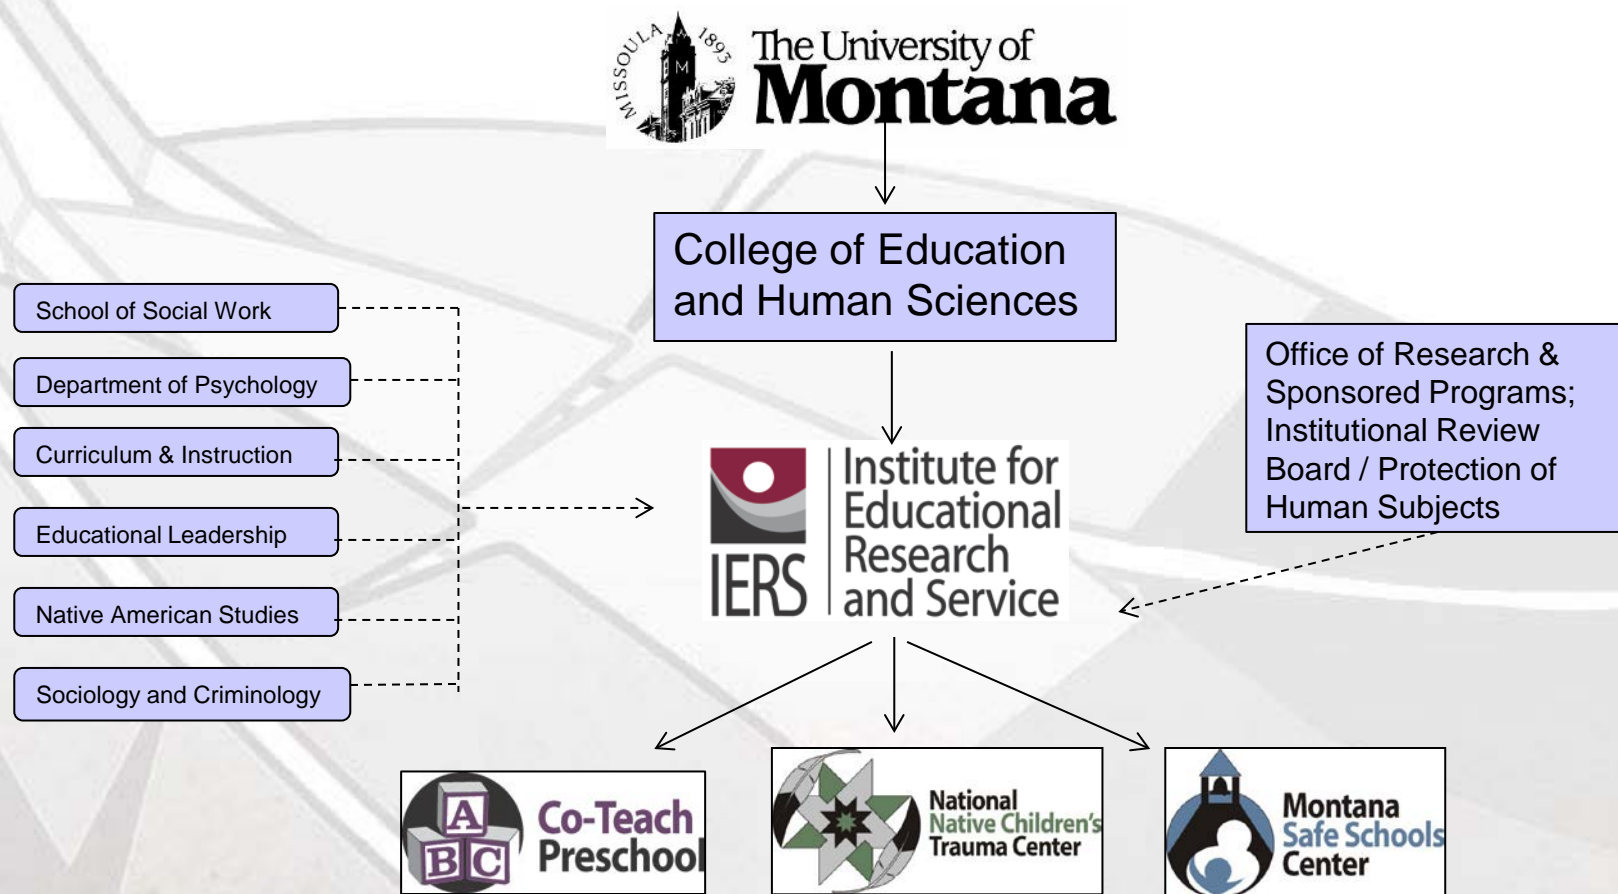 MISSOULA 1893
The University of
Montana
College of Education
and Human Sciences
School of Social Work
Department of Psychology
Curriculum & Instruction
Educational Leadership
Native American Studies
Sociology and Criminology
M
IERS
Institute for
Educational
Research
and Service
Office of Research &
Sponsored Programs;
Institutional Review
Board / Protection of
Human Subjects
A
B C
Co-Teach
Preschool
National
Native Children's
Trauma Center
Montana
Safe Schools
Center